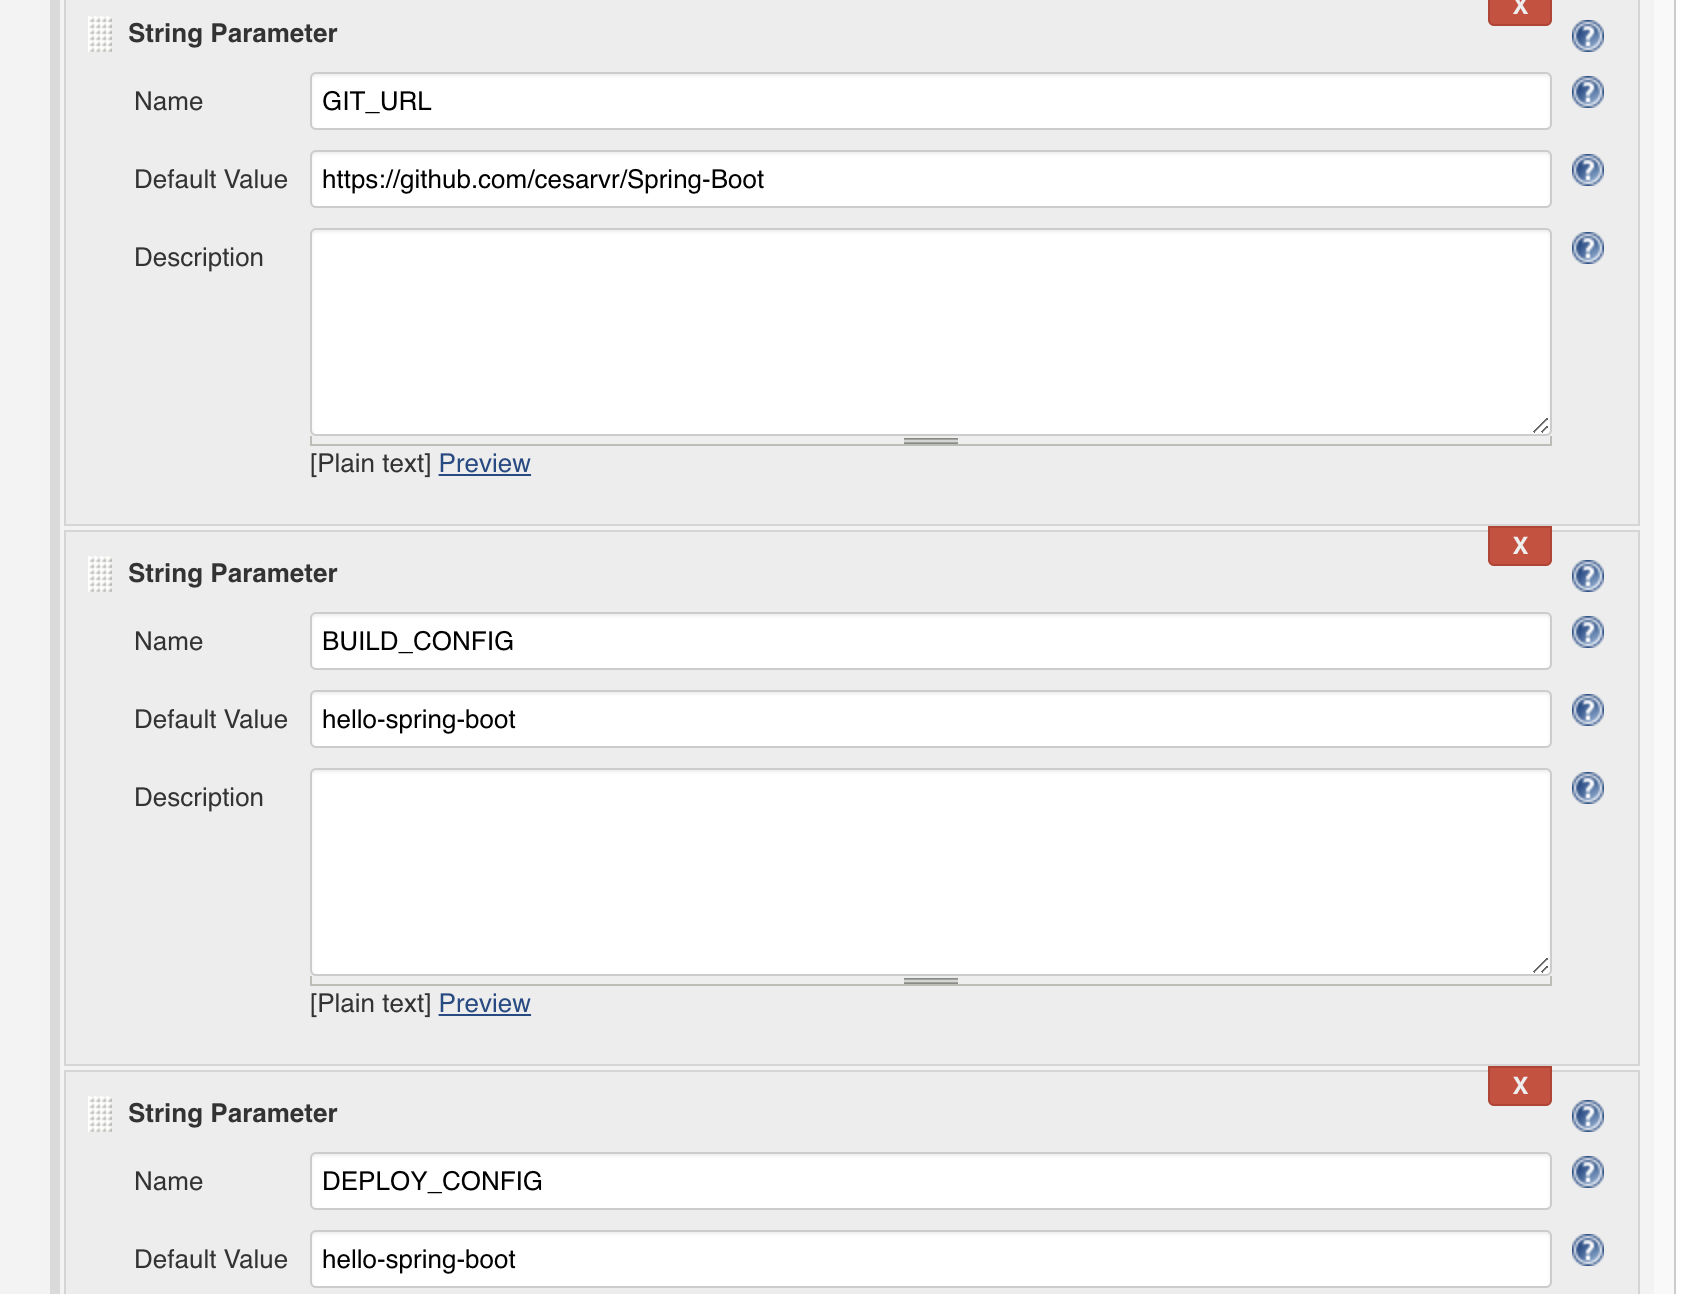 X
String Parameter
?
Name GIT_URL ?
Default Value https://github.com/cesarvr/Spring-Boot ?
Description ?
[Plain text] Preview
X
String Parameter ?
Name BUILD_CONFIG ?
Default Value hello-spring-boot ?
Description ?
[Plain text] Preview
X
String Parameter ?
Name DEPLOY_CONFIG ?
Default Value hello-spring-boot ?